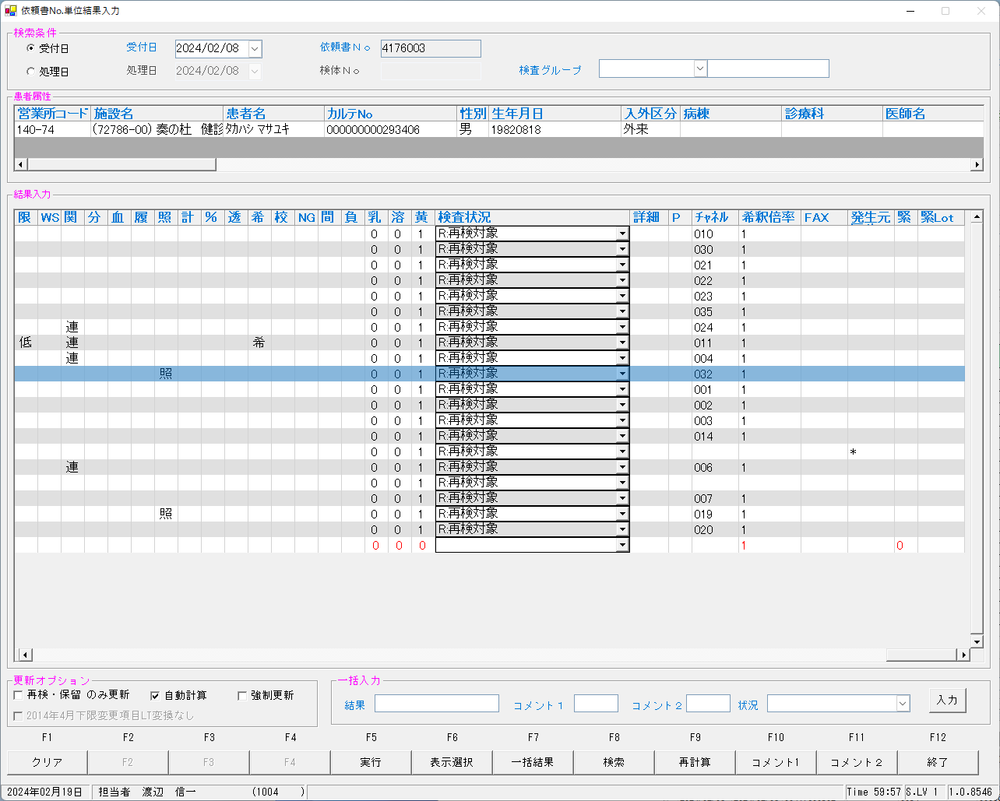 依頼書No.単位結果入力
検索条件
受付日 受付日 2024/02/08 依頼書Ｎｏ 4176003
処理日 処理日 2024/02/08 検体Ｎｏ 検査グループ
患者属性
営業所コード 施設名 患者名 カルテNo 性別 生年月日 入外区分 病棟 診療科 医師名
140-74 (72786-00) 奏の杜　健診 ﾀｶﾊｼ ﾏｻﾕｷ 000000000293406 男 19820818 外来
結果入力
限 WS 関 分 血 履 照 計 % 透 希 校 NG 間 負 乳 溶 黄 検査状況 詳細 P ﾁｬﾈﾙ 希釈倍率 FAX 発生元 緊 緊Lot
0 0 1 R:再検対象 010 1
0 0 1 R:再検対象 030 1
0 0 1 R:再検対象 021 1
0 0 1 R:再検対象 022 1
0 0 1 R:再検対象 023 1
0 0 1 R:再検対象 035 1
連 0 0 1 R:再検対象 024 1
低 連 希 0 0 1 R:再検対象 011 1
連 0 0 1 R:再検対象 004 1
照 0 0 1 R:再検対象 032 1
0 0 1 R:再検対象 001 1
0 0 1 R:再検対象 002 1
0 0 1 R:再検対象 003 1
0 0 1 R:再検対象 014 1
0 0 1 R:再検対象 *
連 0 0 1 R:再検対象 006 1
0 0 1 R:再検対象
0 0 1 R:再検対象 007 1
照 0 0 1 R:再検対象 019 1
0 0 1 R:再検対象 020 1
0 0 0 1 0
更新オプション
再検・保留 のみ更新 自動計算 強制更新
2014年4月下限変更項目LT変換なし
一括入力
結果 コメント１ コメント２ 状況 入力
F1 F2 F3 F4 F5 F6 F7 F8 F9 F10 F11 F12
クリア F2 F3 F4 実行 表示選択 一括結果 検索 再計算 コメント1 コメント２ 終了
2024年02月19日 担当者　渡辺　信一 (1004 ) Time 59:57 S.LV 1 1.0.8546